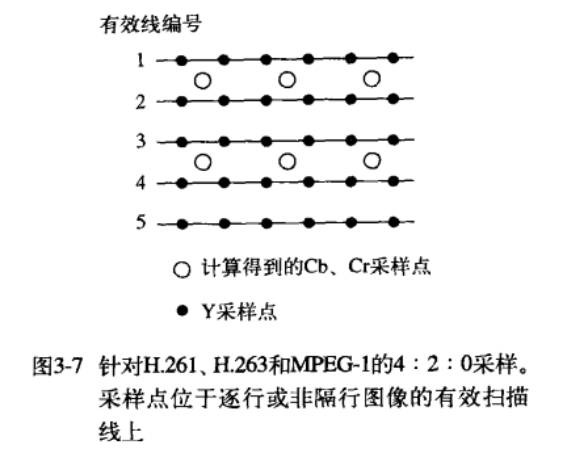 有效线编号
1
2
3
4
5
计算得到的Cb、Cr采样点
Y采样点
图3-7 针对H.261、H.263和MPEG-1的4：2：0采样。
采样点位于逐行或非隔行图像的有效扫描
线上